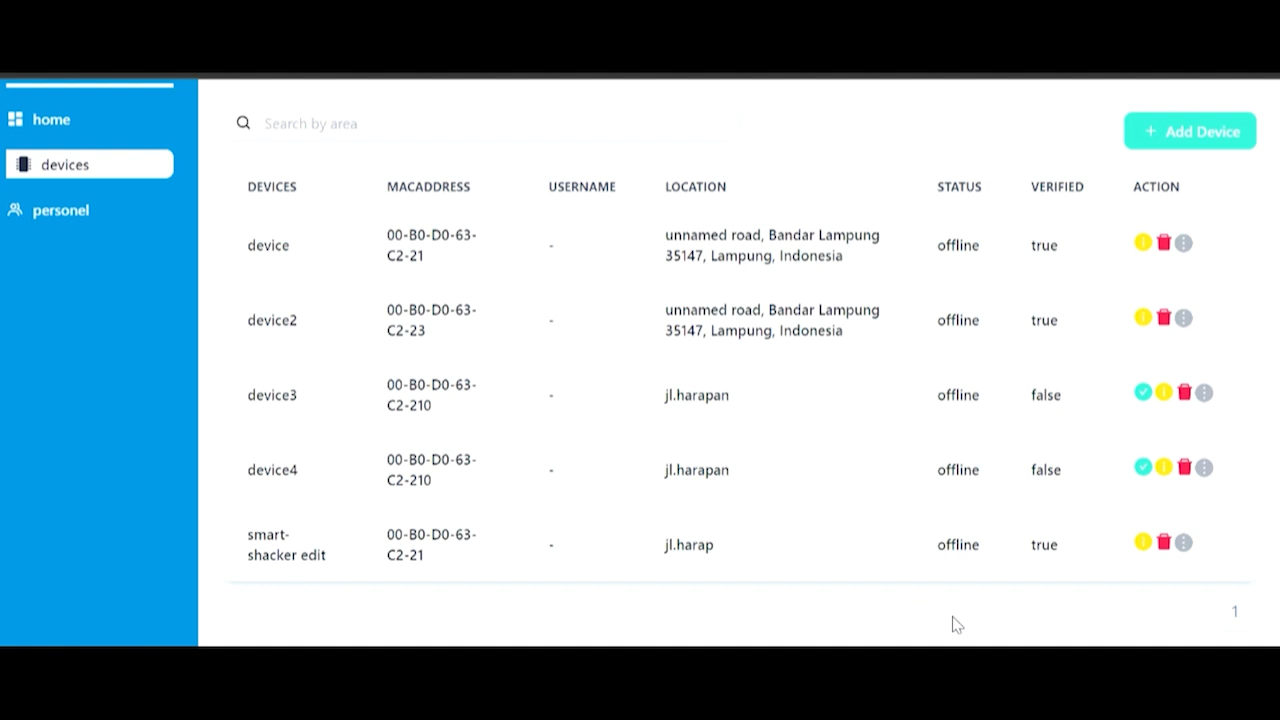 home
devices
personel
Search by area
+ Add Device
DEVICES MACADDRESS USERNAME LOCATION STATUS VERIFIED ACTION
device 00-B0-D0-63-C2-21 - unnamed road, Bandar Lampung 35147, Lampung, Indonesia offline true
device2 00-B0-D0-63-C2-23 - unnamed road, Bandar Lampung 35147, Lampung, Indonesia offline true
device3 00-B0-D0-63-C2-210 - jl.harapan offline false
device4 00-B0-D0-63-C2-210 - jl.harapan offline false
smart-shacker edit 00-B0-D0-63-C2-21 - jl.harap offline true
1